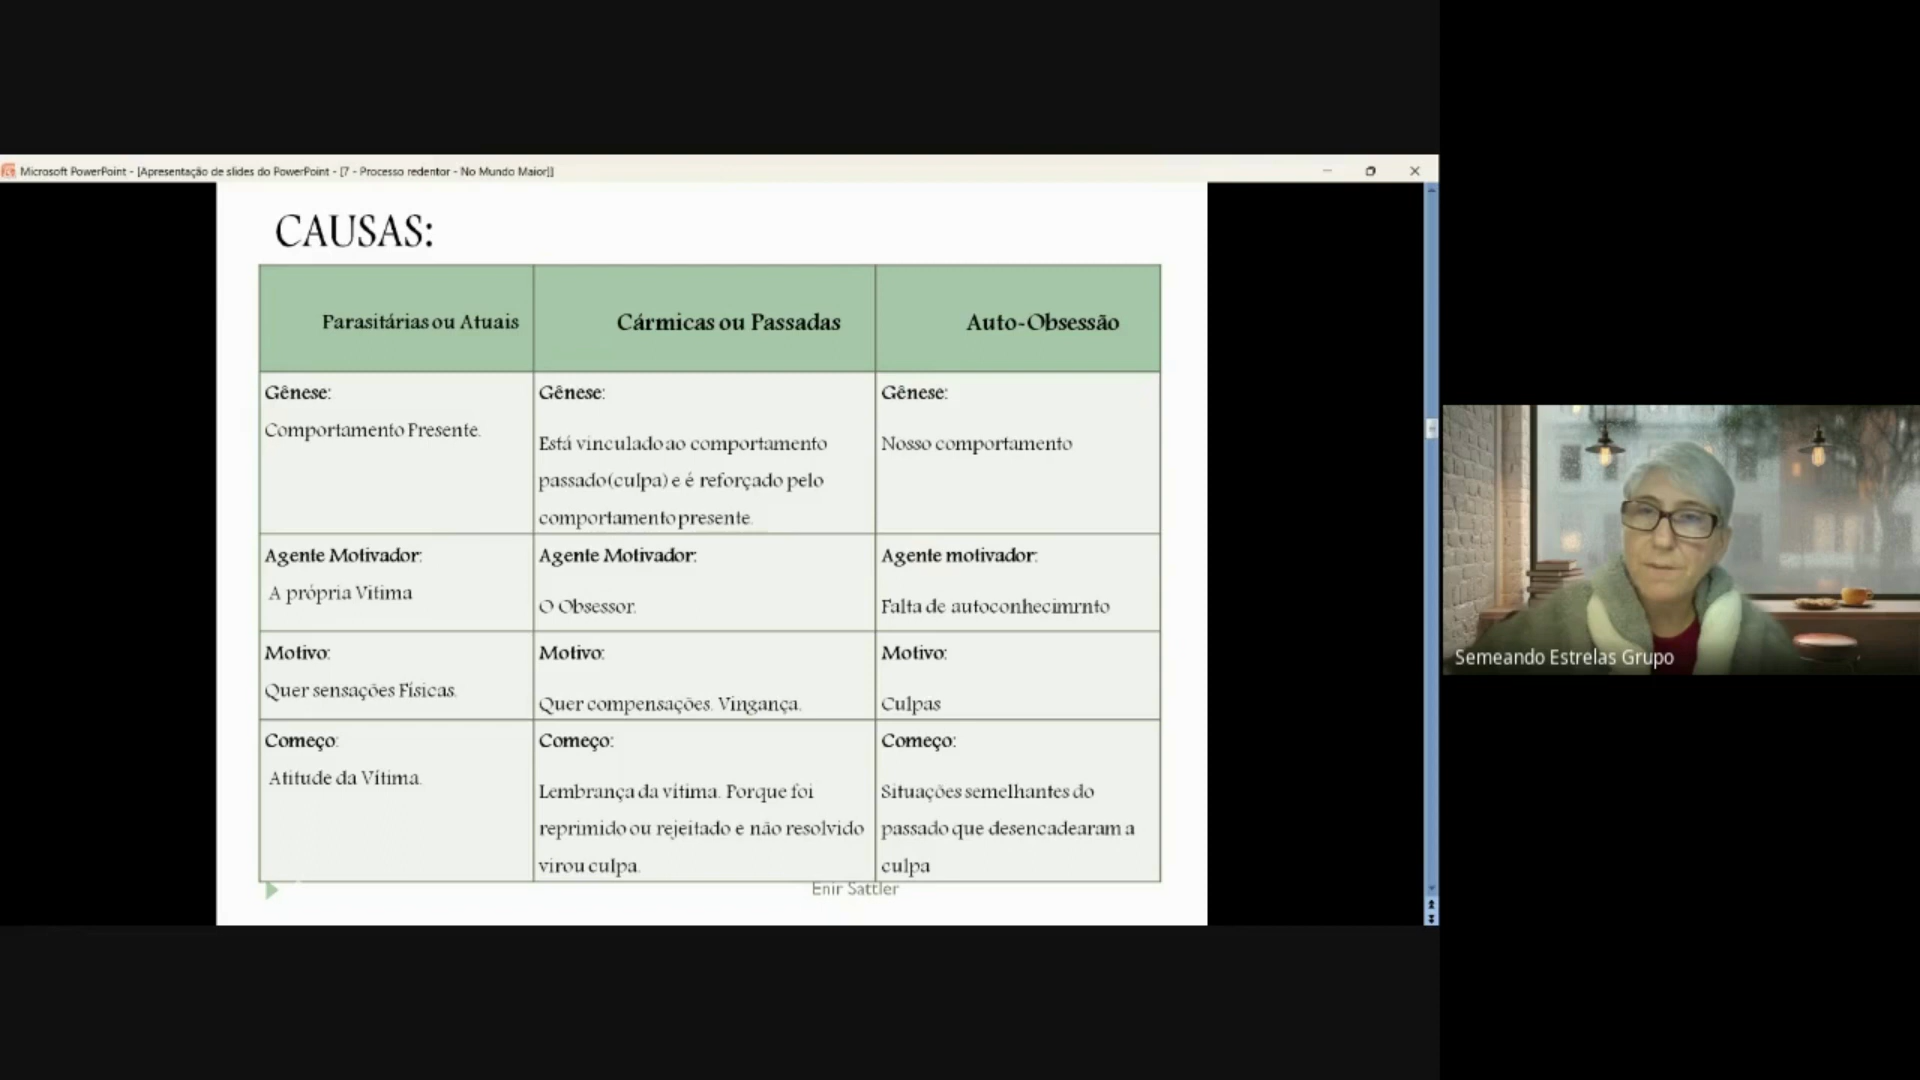 Microsoft PowerPoint - [Apresentação de slides do PowerPoint - [7 - Processo redentor - No Mundo Maior]]
CAUSAS:
Parasitárias ou Atuais
Cármicas ou Passadas
Auto-Obsessão
Gênese:
Comportamento Presente.
Gênese:
Está vinculado ao comportamento
passado(culpa) e é reforçado pelo
comportamento presente.
Gênese:
Nosso comportamento
Agente Motivador:
A própria Vitima
Agente Motivador:
O Obsessor.
Agente motivador:
Falta de autoconhecimrnto
Motivo:
Quer sensações Físicas.
Motivo:
Quer compensações. Vingança.
Motivo:
Culpas
Começo:
Atitude da Vítima.
Começo:
Lembrança da vítima. Porque foi
reprimido ou rejeitado e não resolvido
virou culpa.
Começo:
Situações semelhantes do
passado que desencadearam a
culpa
Enir Sattler
Semeando Estrelas Grupo